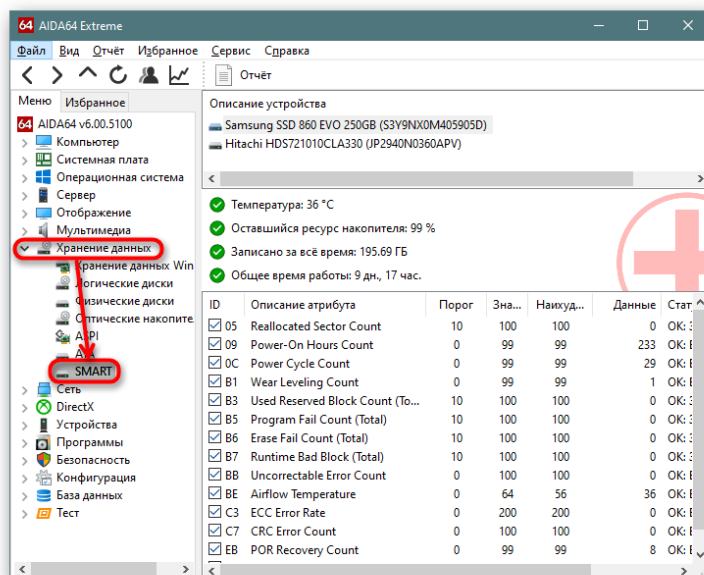 AIDA64 Extreme
Файл Вид Отчёт Избранное Сервис Справка
Отчёт
Меню Избранное
AIDA64 v6.00.5100
Компьютер
Системная плата
Операционная система
Сервер
Отображение
Мультимедиа
Хранение данных
Хранение данных Win
Логические диски
Физические диски
Оптические накопите
ASPI
ATA
SMART
Сеть
DirectX
Устройства
Программы
Безопасность
Конфигурация
База данных
Тест
Описание устройства
Samsung SSD 860 EVO 250GB (S3Y9NX0M405905D)
Hitachi HDS721010CLA330 (JP2940N0360APV)
Температура: 36 °C
Оставшийся ресурс накопителя: 99 %
Записано за всё время: 195.69 ГБ
Общее время работы: 9 дн., 17 час.
ID Описание атрибута Порог Зна... Наихуд... Данные Стат
05 Reallocated Sector Count 10 100 100 0 OK: З
09 Power-On Hours Count 0 99 99 233 OK: Е
0C Power Cycle Count 0 99 99 29 OK: Е
B1 Wear Leveling Count 0 99 99 1 OK: Е
B3 Used Reserved Block Count (To... 10 100 100 0 OK: З
B5 Program Fail Count (Total) 10 100 100 0 OK: З
B6 Erase Fail Count (Total) 10 100 100 0 OK: З
B7 Runtime Bad Block (Total) 10 100 100 0 OK: З
BB Uncorrectable Error Count 0 100 100 0 OK: Е
BE Airflow Temperature 0 64 56 36 OK: Е
C3 ECC Error Rate 0 200 200 0 OK: Е
C7 CRC Error Count 0 100 100 0 OK: Е
EB POR Recovery Count 0 99 99 8 OK: Е